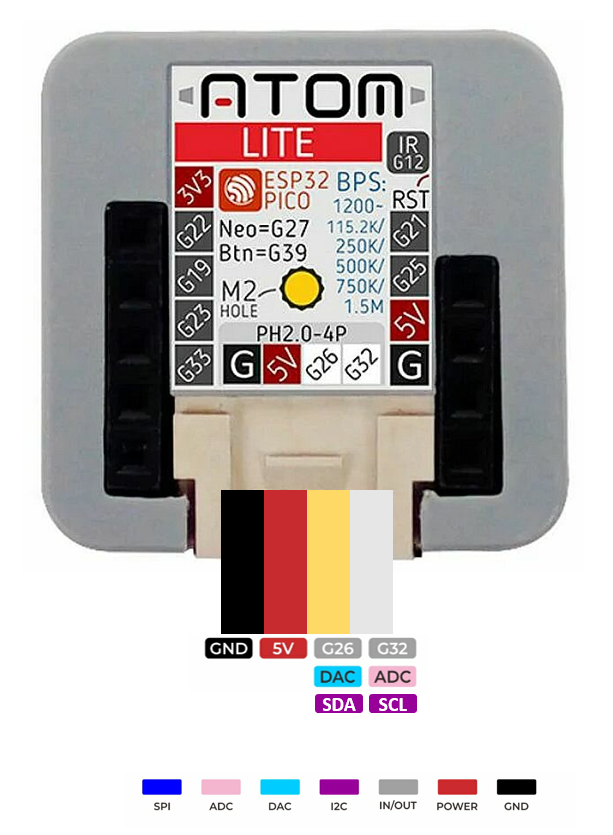 ATOM
LITE
IR
G12
3V3
ESP32
PICO
BPS:
1200~
115.2K/
250K/
500K/
750K/
1.5M
RST
G22
Neo=G27
Btn=G39
G21
G19
G25
M2
HOLE
G23
5V
PH2.0-4P
G33
G
5V
G26
G32
G
GND
5V
G26
G32
DAC
ADC
SDA
SCL
SPI
ADC
DAC
I2C
IN/OUT
POWER
GND